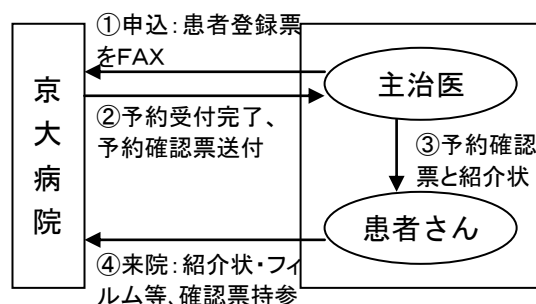 ①申込：患者登録票
をFAX
京大病院
主治医
②予約受付完了、
予約確認票送付
③予約確認
票と紹介状
患者さん
④来院：紹介状・フィ
ルム等、確認票持参